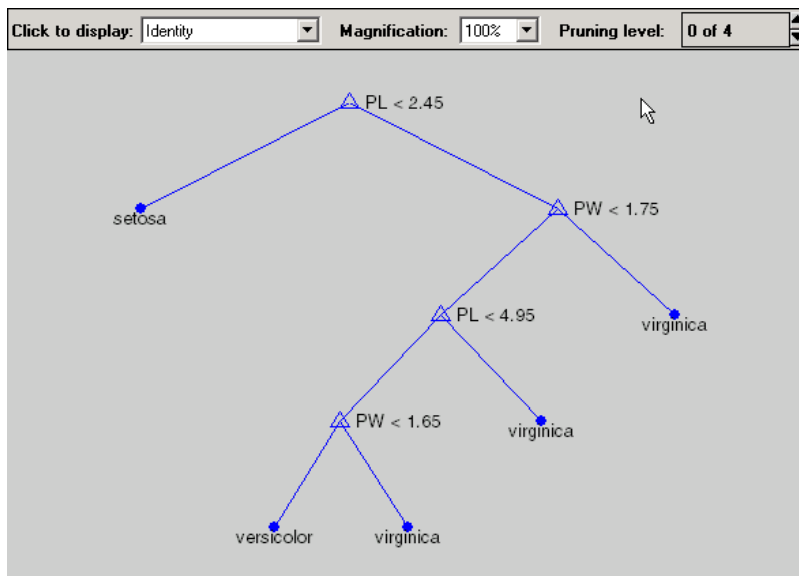 Click to display: Identity Magnification: 100% Pruning level: 0 of 4
PL < 2.45
setosa
PW < 1.75
PL < 4.95
virginica
PW < 1.65
virginica
versicolor virginica